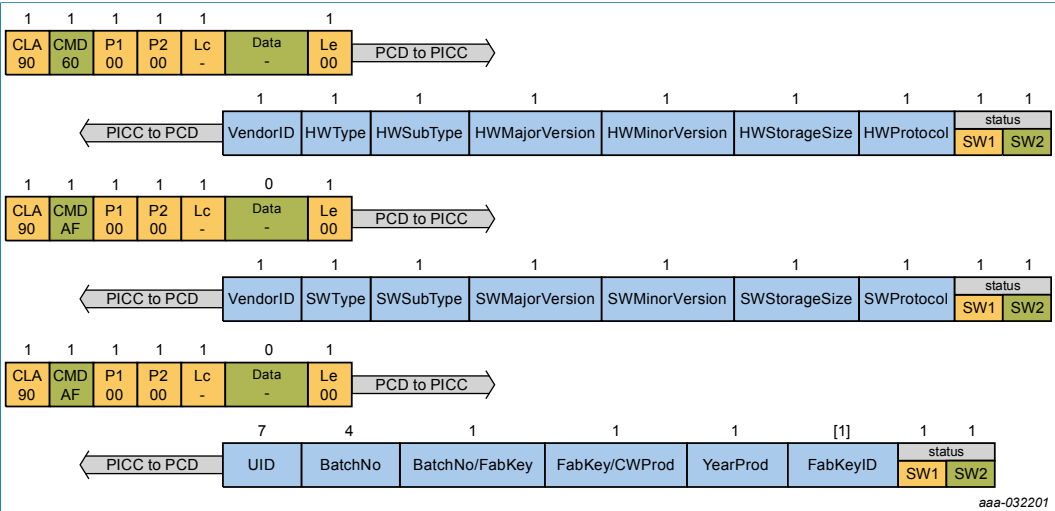 1 1 1 1 1 1
CLA CMD P1 P2 Lc Data Le
90 60 00 00 - - 00
PCD to PICC
1 1 1 1 1 1 1 1 1
PICC to PCD
VendorID HWType HWSubType HWMajorVersion HWMinorVersion HWStorageSize HWProtocol
status
SW1 SW2
1 1 1 1 1 0 1
CLA CMD P1 P2 Lc Data Le
90 AF 00 00 - - 00
PCD to PICC
1 1 1 1 1 1 1 1 1
PICC to PCD
VendorID SWType SWSubType SWMajorVersion SWMinorVersion SWStorageSize SWProtocol
status
SW1 SW2
1 1 1 1 1 0 1
CLA CMD P1 P2 Lc Data Le
90 AF 00 00 - - 00
PCD to PICC
7 4 1 1 1 [1] 1 1
PICC to PCD
UID BatchNo BatchNo/FabKey FabKey/CWProd YearProd FabKeyID
status
SW1 SW2
aaa-032201